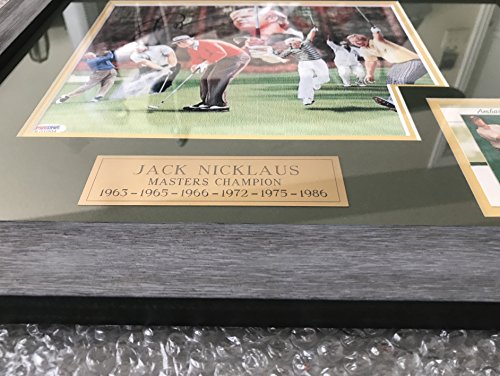 JACK NICKLAUS
MASTERS CHAMPION
1963 – 1965 – 1966 – 1972 – 1975 – 1986